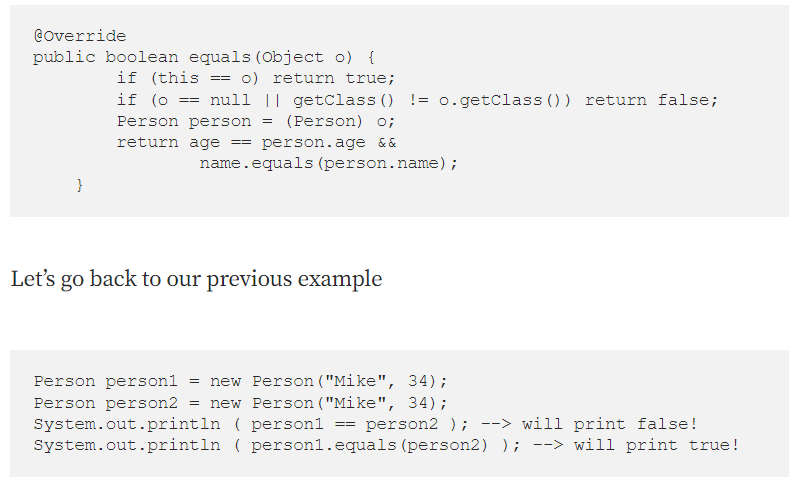 @Override
public boolean equals(Object o) {
        if (this == o) return true;
        if (o == null || getClass() != o.getClass()) return false;
        Person person = (Person) o;
        return age == person.age &&
                name.equals(person.name);
    }
Let’s go back to our previous example
Person person1 = new Person("Mike", 34);
Person person2 = new Person("Mike", 34);
System.out.println ( person1 == person2 ); --> will print false!
System.out.println ( person1.equals(person2) ); --> will print true!